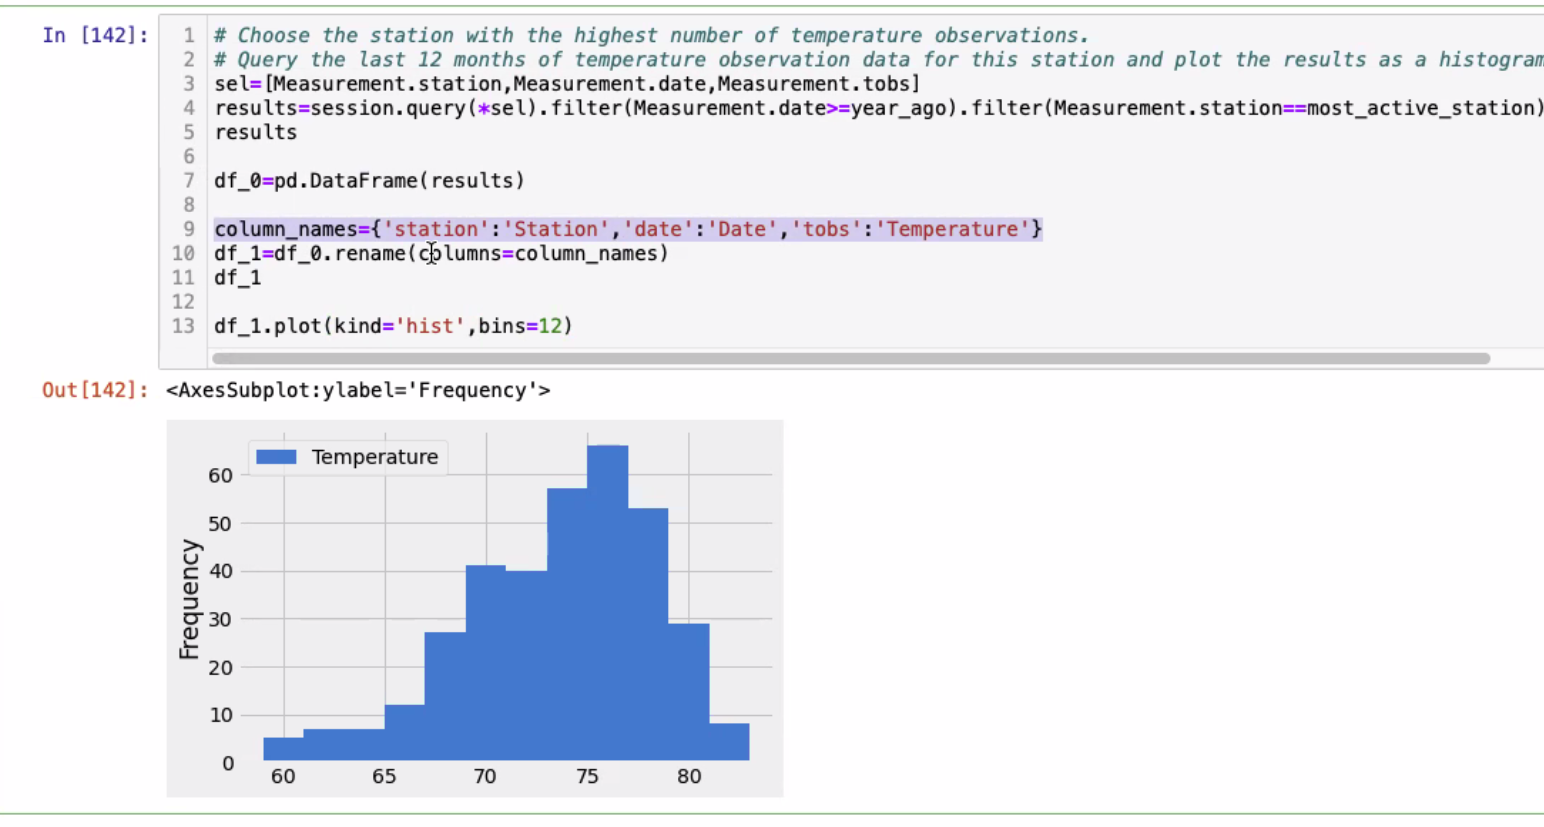 In [142]:
1 # Choose the station with the highest number of temperature observations.
2 # Query the last 12 months of temperature observation data for this station and plot the results as a histogram
3 sel=[Measurement.station,Measurement.date,Measurement.tobs]
4 results=session.query(*sel).filter(Measurement.date>=year_ago).filter(Measurement.station==most_active_station)
5 results
6
7 df_0=pd.DataFrame(results)
8
9 column_names={'station':'Station','date':'Date','tobs':'Temperature'}
10 df_1=df_0.rename(columns=column_names)
11 df_1
12
13 df_1.plot(kind='hist',bins=12)
Out[142]: <AxesSubplot:ylabel='Frequency'>
Temperature
Frequency
60
50
40
30
20
10
0
60 65 70 75 80